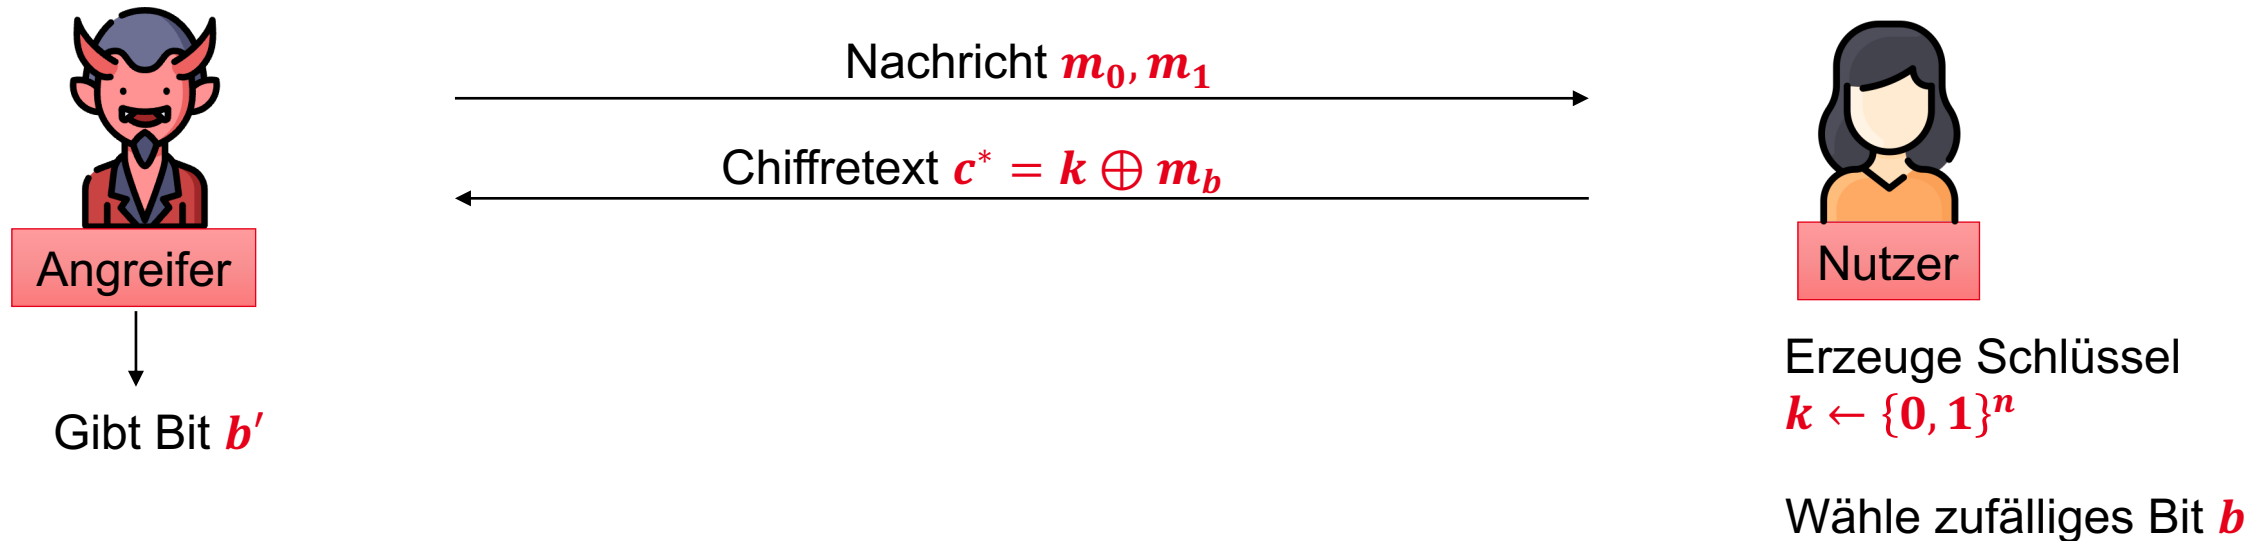 Nachricht m₀, m₁
Chiffretext c* = k ⊕ m_b
Angreifer
Nutzer
Gibt Bit b′
Erzeuge Schlüssel
k ← {0, 1}ⁿ
Wähle zufälliges Bit b